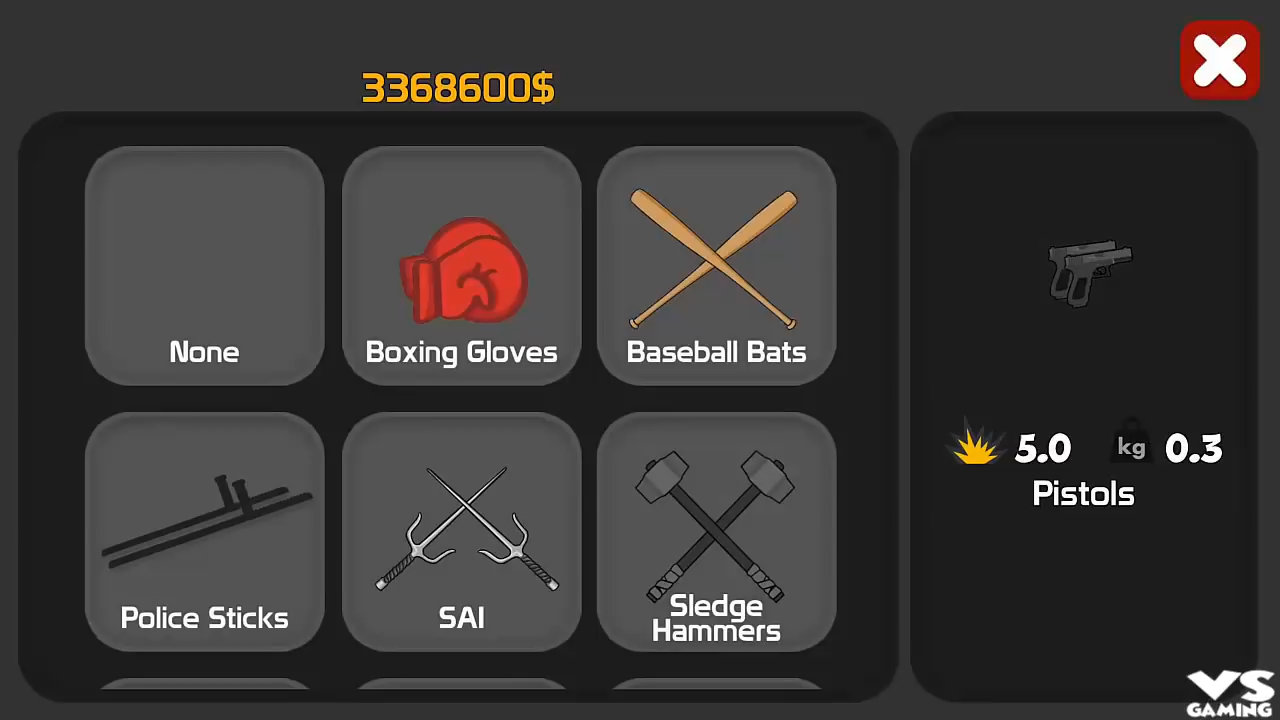 3368600$
None
Boxing Gloves
Baseball Bats
Police Sticks
SAI
Sledge
Hammers
5.0 kg 0.3
Pistols
VS
GAMING